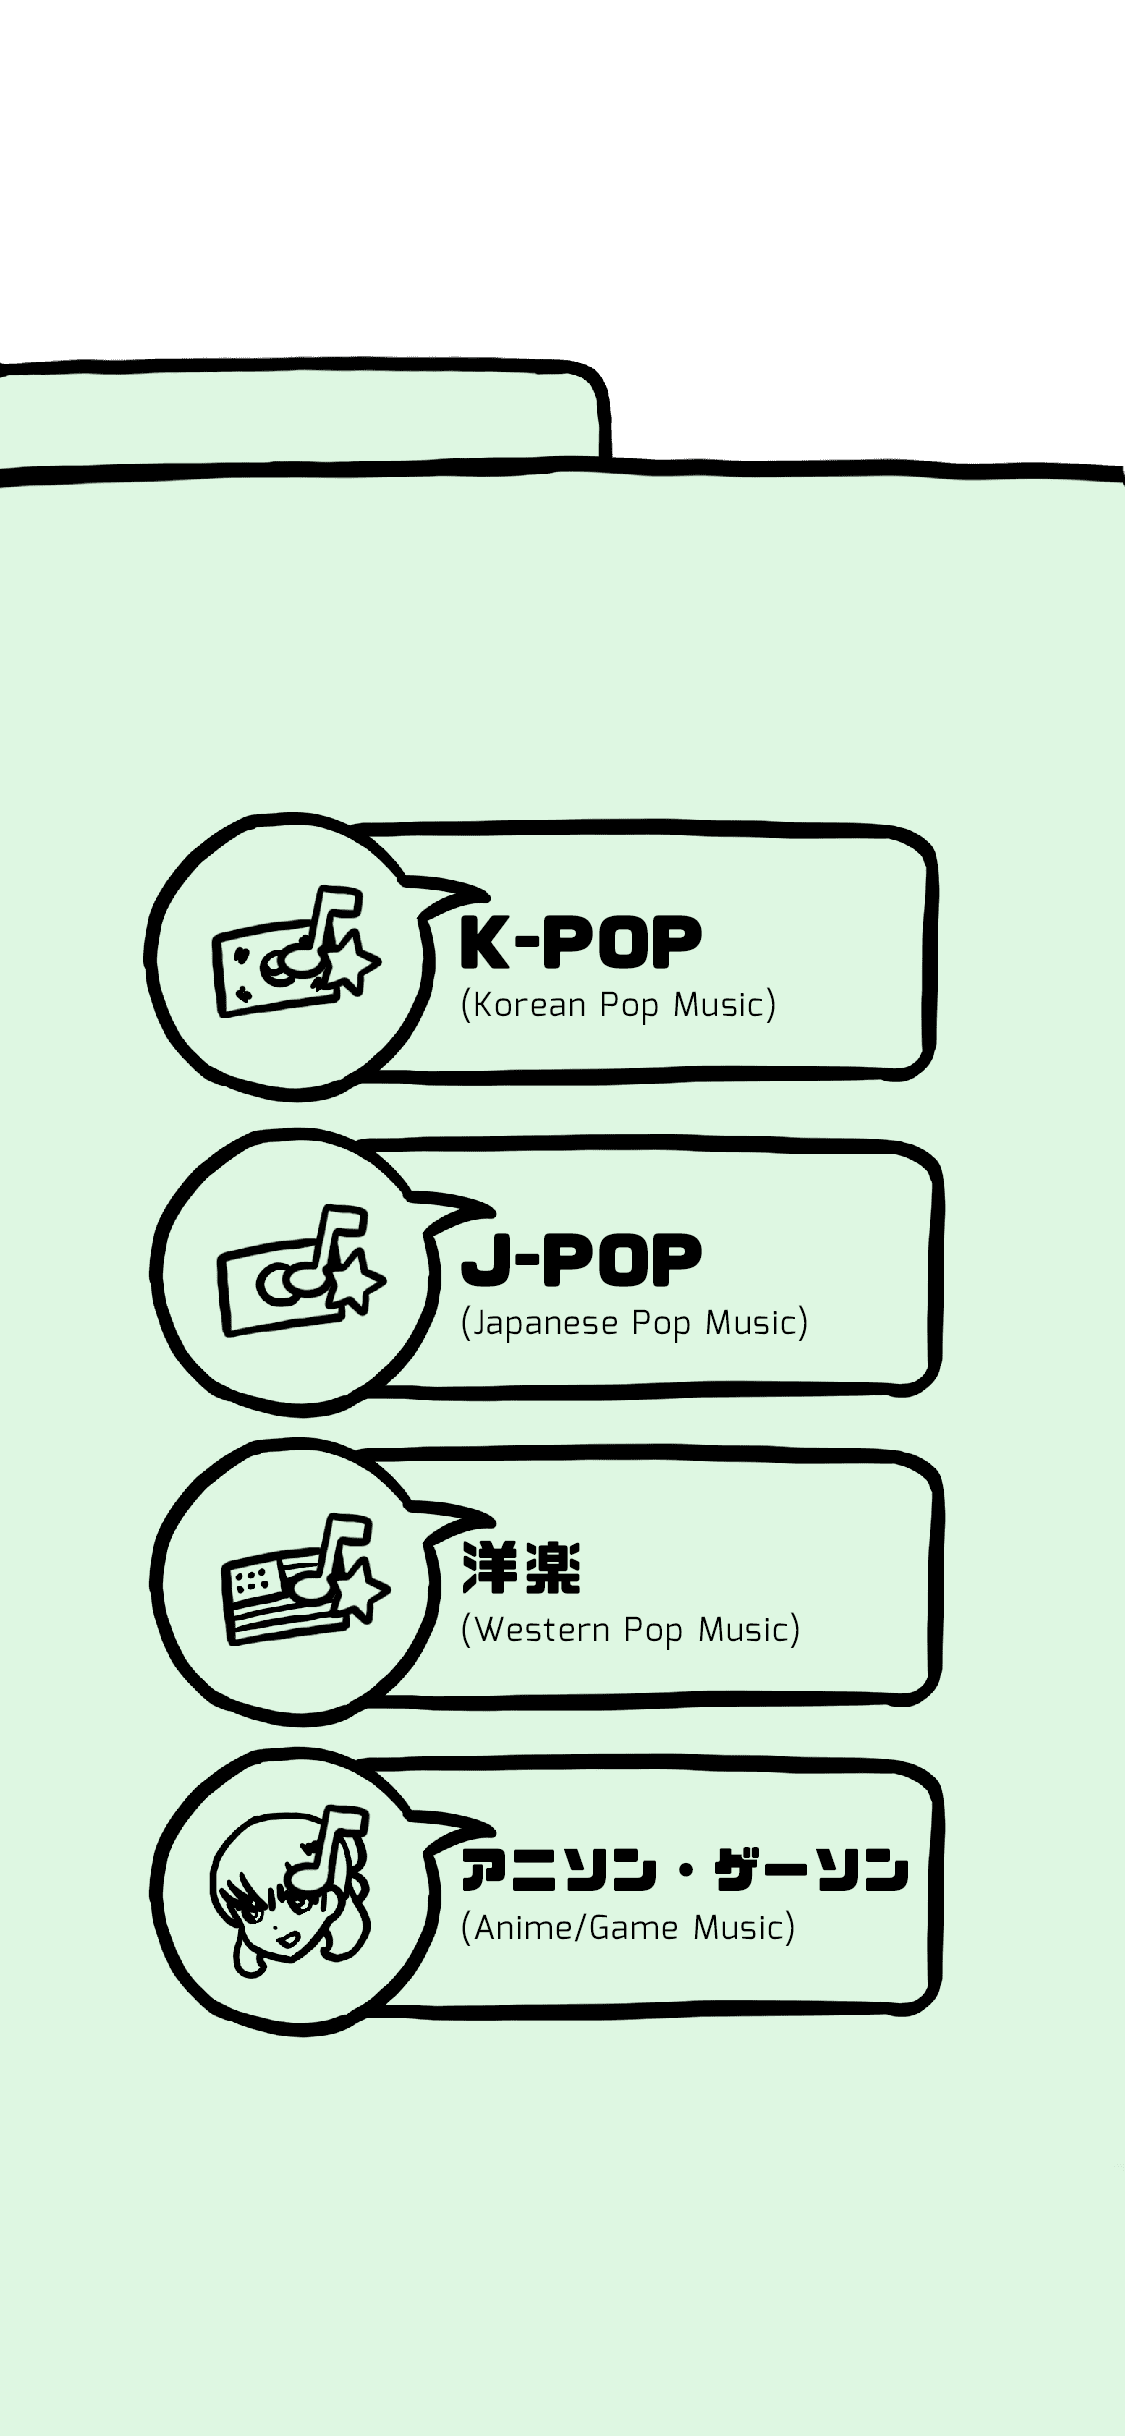 K-POP
(Korean Pop Music)
J-POP
(Japanese Pop Music)
洋楽
(Western Pop Music)
アニソン・ゲーソン
(Anime/Game Music)